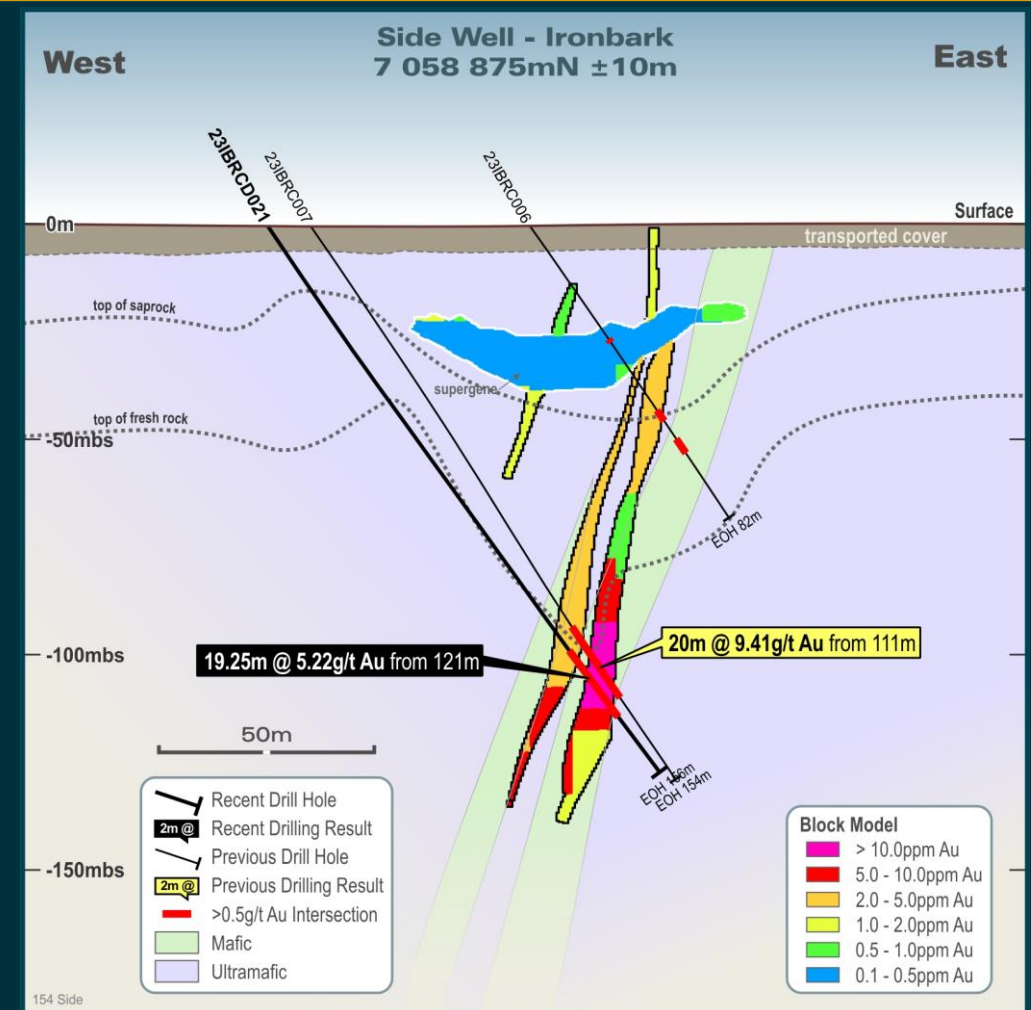 Side Well - Ironbark
7 058 875mN ±10m
West
East
23IBRCD021
23IBRC007
23IBRC006
0m
Surface
transported cover
top of saprock
supergene
top of fresh rock
-50mbs
EOH 82m
-100mbs
19.25m @ 5.22g/t Au from 121m
20m @ 9.41g/t Au from 111m
50m
EOH 156m
EOH 154m
-150mbs
Recent Drill Hole
2m @ Recent Drilling Result
Previous Drill Hole
2m @ Previous Drilling Result
>0.5g/t Au Intersection
Mafic
Ultramafic
Block Model
> 10.0ppm Au
5.0 - 10.0ppm Au
2.0 - 5.0ppm Au
1.0 - 2.0ppm Au
0.5 - 1.0ppm Au
0.1 - 0.5ppm Au
154 Side